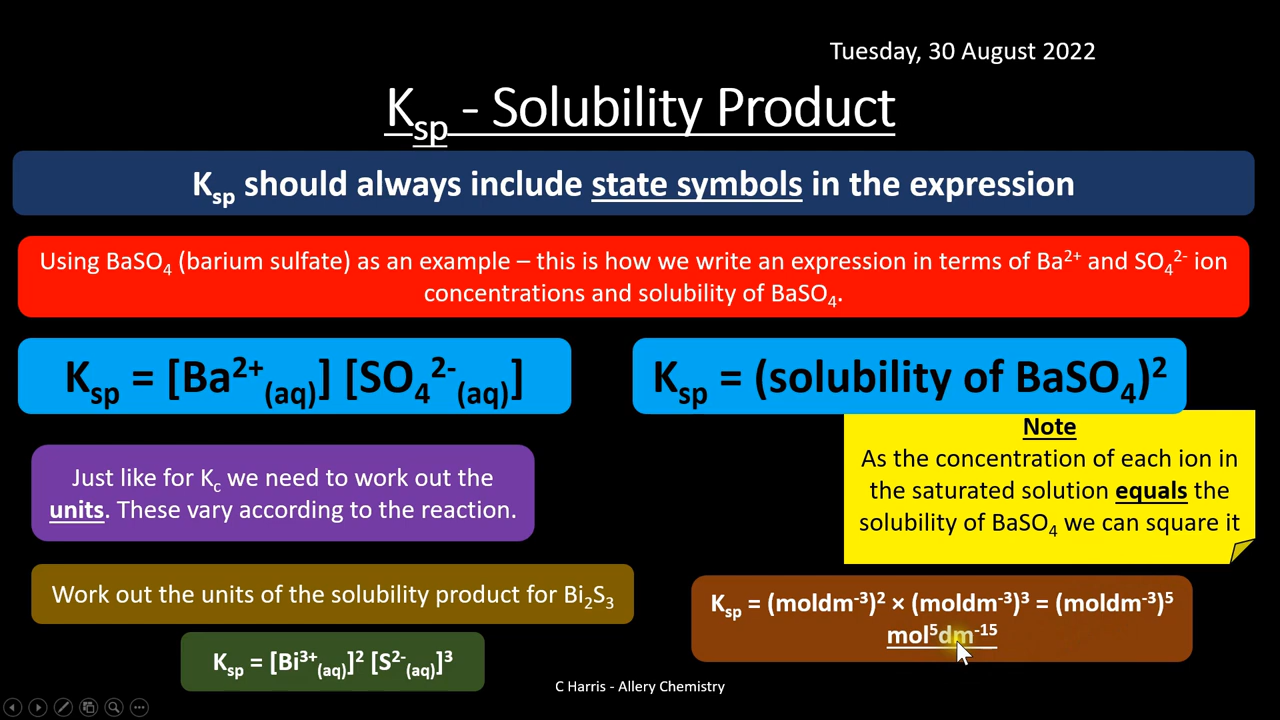 Tuesday, 30 August 2022
Kₛₚ - Solubility Product
Kₛₚ should always include state symbols in the expression
Using BaSO₄ (barium sulfate) as an example – this is how we write an expression in terms of Ba²⁺ and SO₄²⁻ ion
concentrations and solubility of BaSO₄.
Kₛₚ = [Ba²⁺₍ₐq₎] [SO₄²⁻₍ₐq₎]
Kₛₚ = (solubility of BaSO₄)²
Note
As the concentration of each ion in
the saturated solution equals the
solubility of BaSO₄ we can square it
Just like for K꜀ we need to work out the
units. These vary according to the reaction.
Work out the units of the solubility product for Bi₂S₃
Kₛₚ = (moldm⁻³)² × (moldm⁻³)³ = (moldm⁻³)⁵
mol⁵dm⁻¹⁵
Kₛₚ = [Bi³⁺₍ₐq₎]² [S²⁻₍ₐq₎]³
C Harris - Allery Chemistry